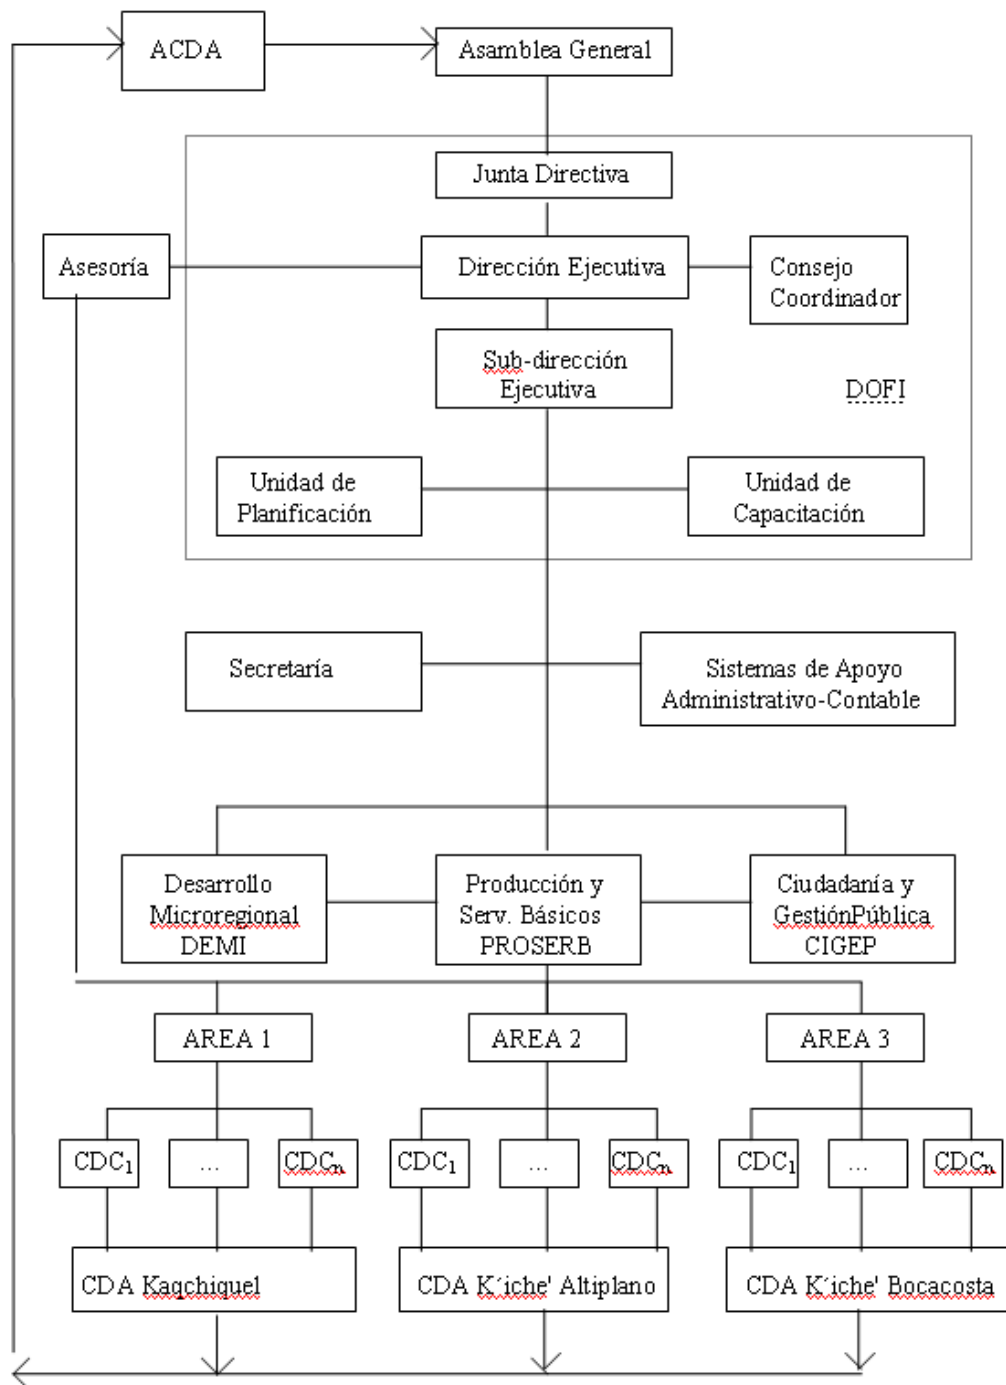 ACDA
Asamblea General
Junta Directiva
Asesoría
Dirección Ejecutiva
Consejo
Coordinador
Sub-dirección
Ejecutiva
DOFI
Unidad de
Planificación
Unidad de
Capacitación
Secretaría
Sistemas de Apoyo
Administrativo-Contable
Desarrollo
Microregional
DEMI
Producción y
Serv. Básicos
PROSERB
Ciudadanía y
GestiónPública
CIGEP
AREA 1
AREA 2
AREA 3
CDC₁
...
CDCₙ
CDC₁
...
CDCₙ
CDC₁
...
CDCₙ
CDA Kaqchiquel
CDA K´iche' Altiplano
CDA K´iche' Bocacosta